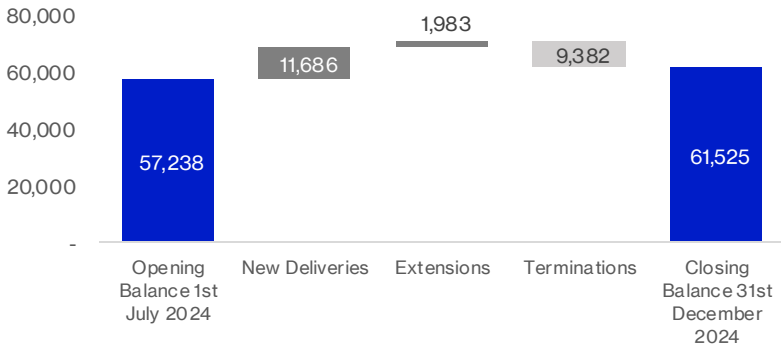 80,000
60,000
40,000
20,000
-
57,238
11,686
1,983
9,382
61,525
Opening
Balance 1st
July 2024
New Deliveries
Extensions
Terminations
Closing
Balance 31st
December
2024